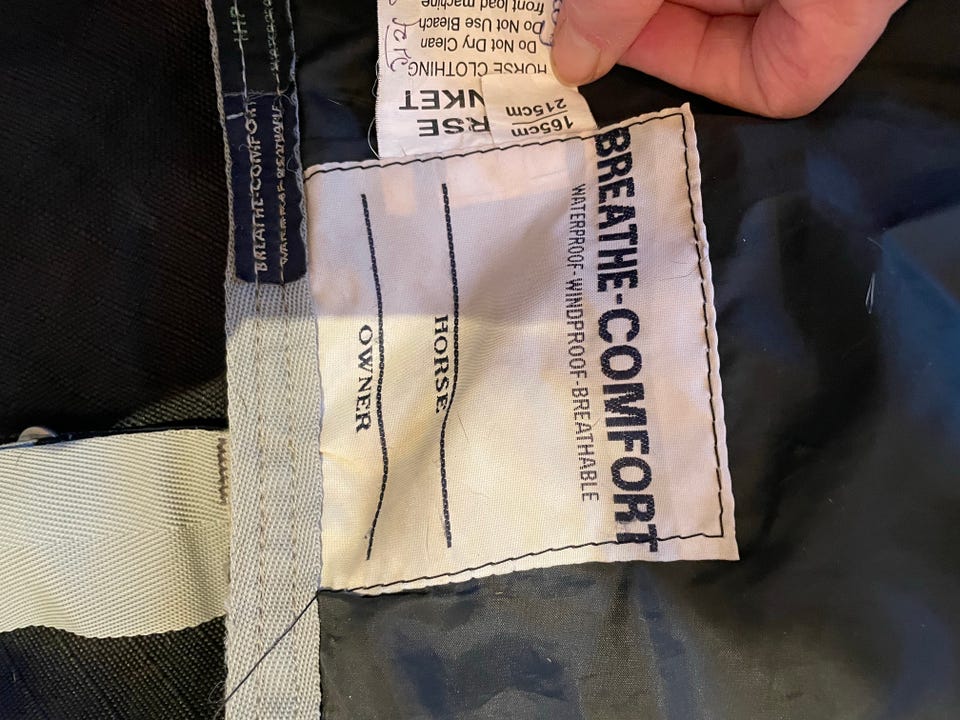 BREATHE-COMFORT
WATERPROOF-WINDPROOF-BREATHABLE
HORSE
OWNER
165cm
215cm
RSE
NKET
HORSE CLOTHING
Do Not Dry Clean
Do Not Use Bleach
front load machine
BREATHE-COMFORT